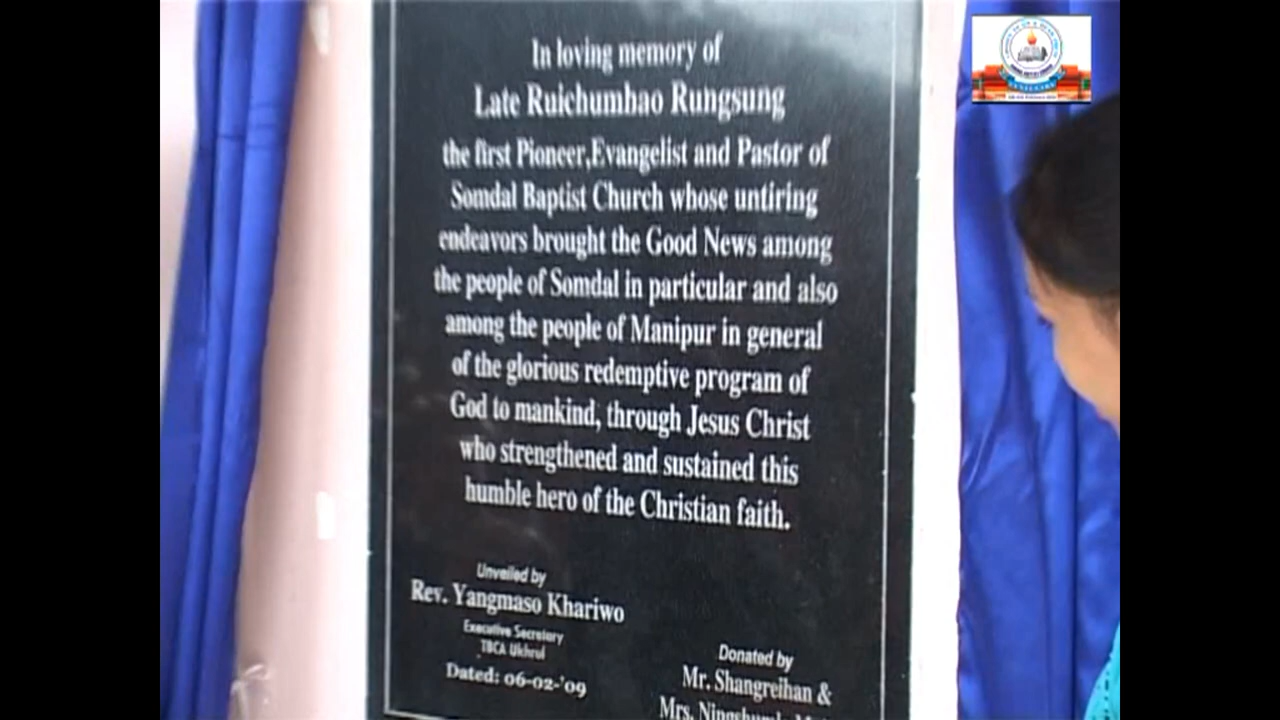 In loving memory of
Late Ruichumhao Rungsung
the first Pioneer,Evangelist and Pastor of
Somdal Baptist Church whose untiring
endeavors brought the Good News among
the people of Somdal in particular and also
among the people of Manipur in general
of the glorious redemptive program of
God to mankind, through Jesus Christ
who strengthened and sustained this
humble hero of the Christian faith.
Unveiled by
Rev. Yangmaso Khariwo
Executive Secretary
TBCA Ukhrul
Dated: 06-02-'09
Donated by
Mr. Shangreihan &
Mrs.